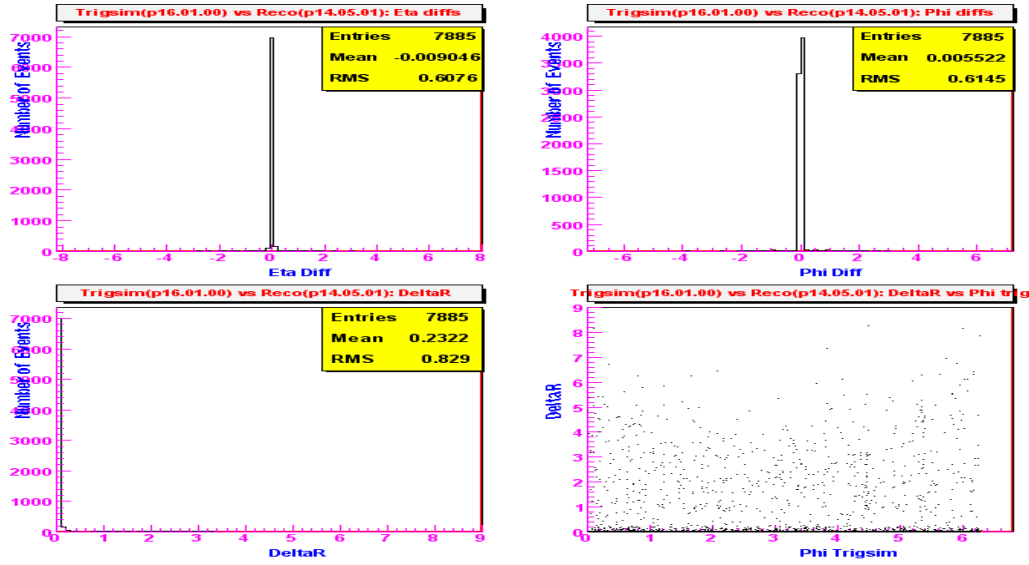 Trigsim(p16.01.00) vs Reco(p14.05.01): Eta diffs
Entries 7885
Mean -0.009046
RMS 0.6076
Number of Events
7000
6000
5000
4000
3000
2000
1000
0
-8 -6 -4 -2 0 2 4 6 8
Eta Diff
Trigsim(p16.01.00) vs Reco(p14.05.01): Phi diffs
Entries 7885
Mean 0.005522
RMS 0.6145
Number of Events
4000
3500
3000
2500
2000
1500
1000
500
0
-6 -4 -2 0 2 4 6
Phi Diff
Trigsim(p16.01.00) vs Reco(p14.05.01): DeltaR
Entries 7885
Mean 0.2322
RMS 0.829
Number of Events
7000
6000
5000
4000
3000
2000
1000
0
0 1 2 3 4 5 6 7 8 9
DeltaR
Trigsim(p16.01.00) vs Reco(p14.05.01): DeltaR vs Phi trig
DeltaR
9
8
7
6
5
4
3
2
1
0
0 1 2 3 4 5 6
Phi Trigsim